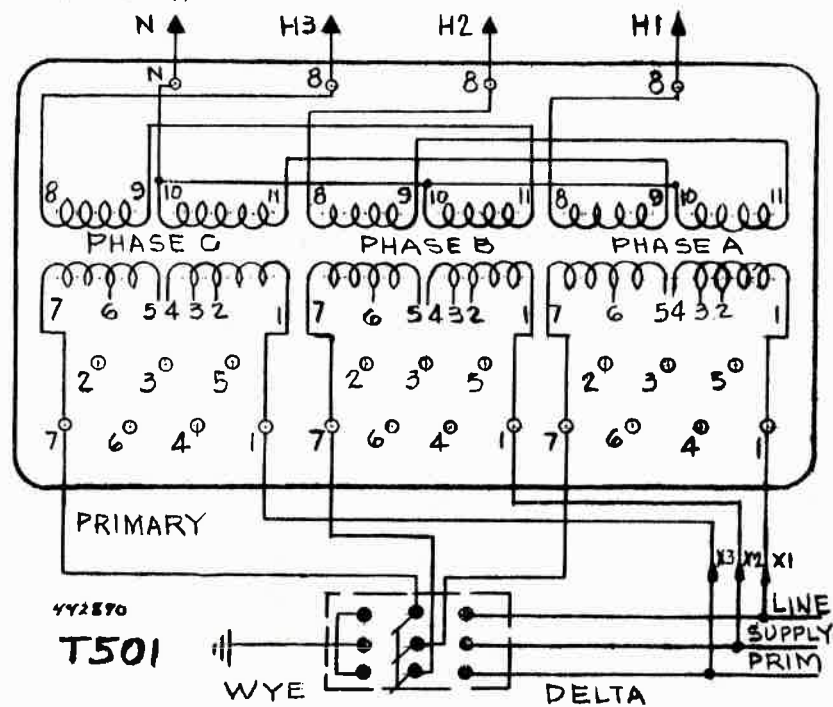 N H3 H2 H1
N 8 8 8
8 9 10 11 8 9 10 11 8 9 10 11
PHASE C PHASE B PHASE A
7 6 5 4 3 2 1 7 6 5 4 3 2 1 7 6 5 4 3 2 1
2 3 5 2 3 5 2 3 5
7 6 4 1 7 6 4 1 7 6 4 1
PRIMARY
X3 X2 X1
442870
LINE
T501
SUPPLY
PRIM
WYE DELTA